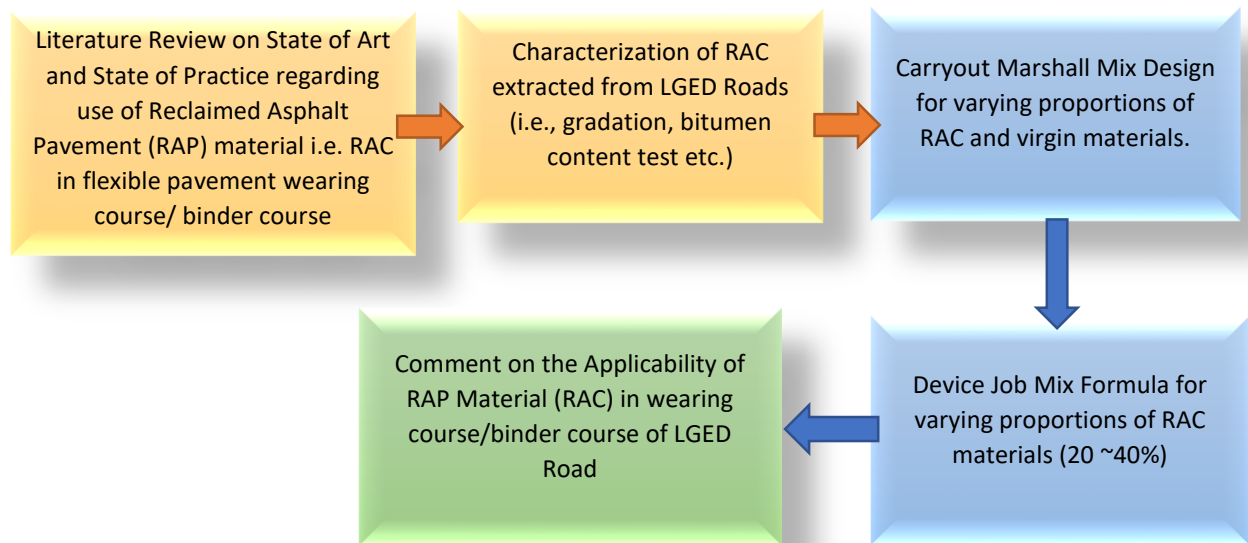 Literature Review on State of Art
and State of Practice regarding
use of Reclaimed Asphalt
Pavement (RAP) material i.e. RAC
in flexible pavement wearing
course/ binder course
Characterization of RAC
extracted from LGED Roads
(i.e., gradation, bitumen
content test etc.)
Carryout Marshall Mix Design
for varying proportions of
RAC and virgin materials.
Device Job Mix Formula for
varying proportions of RAC
materials (20 ~40%)
Comment on the Applicability of
RAP Material (RAC) in wearing
course/binder course of LGED
Road